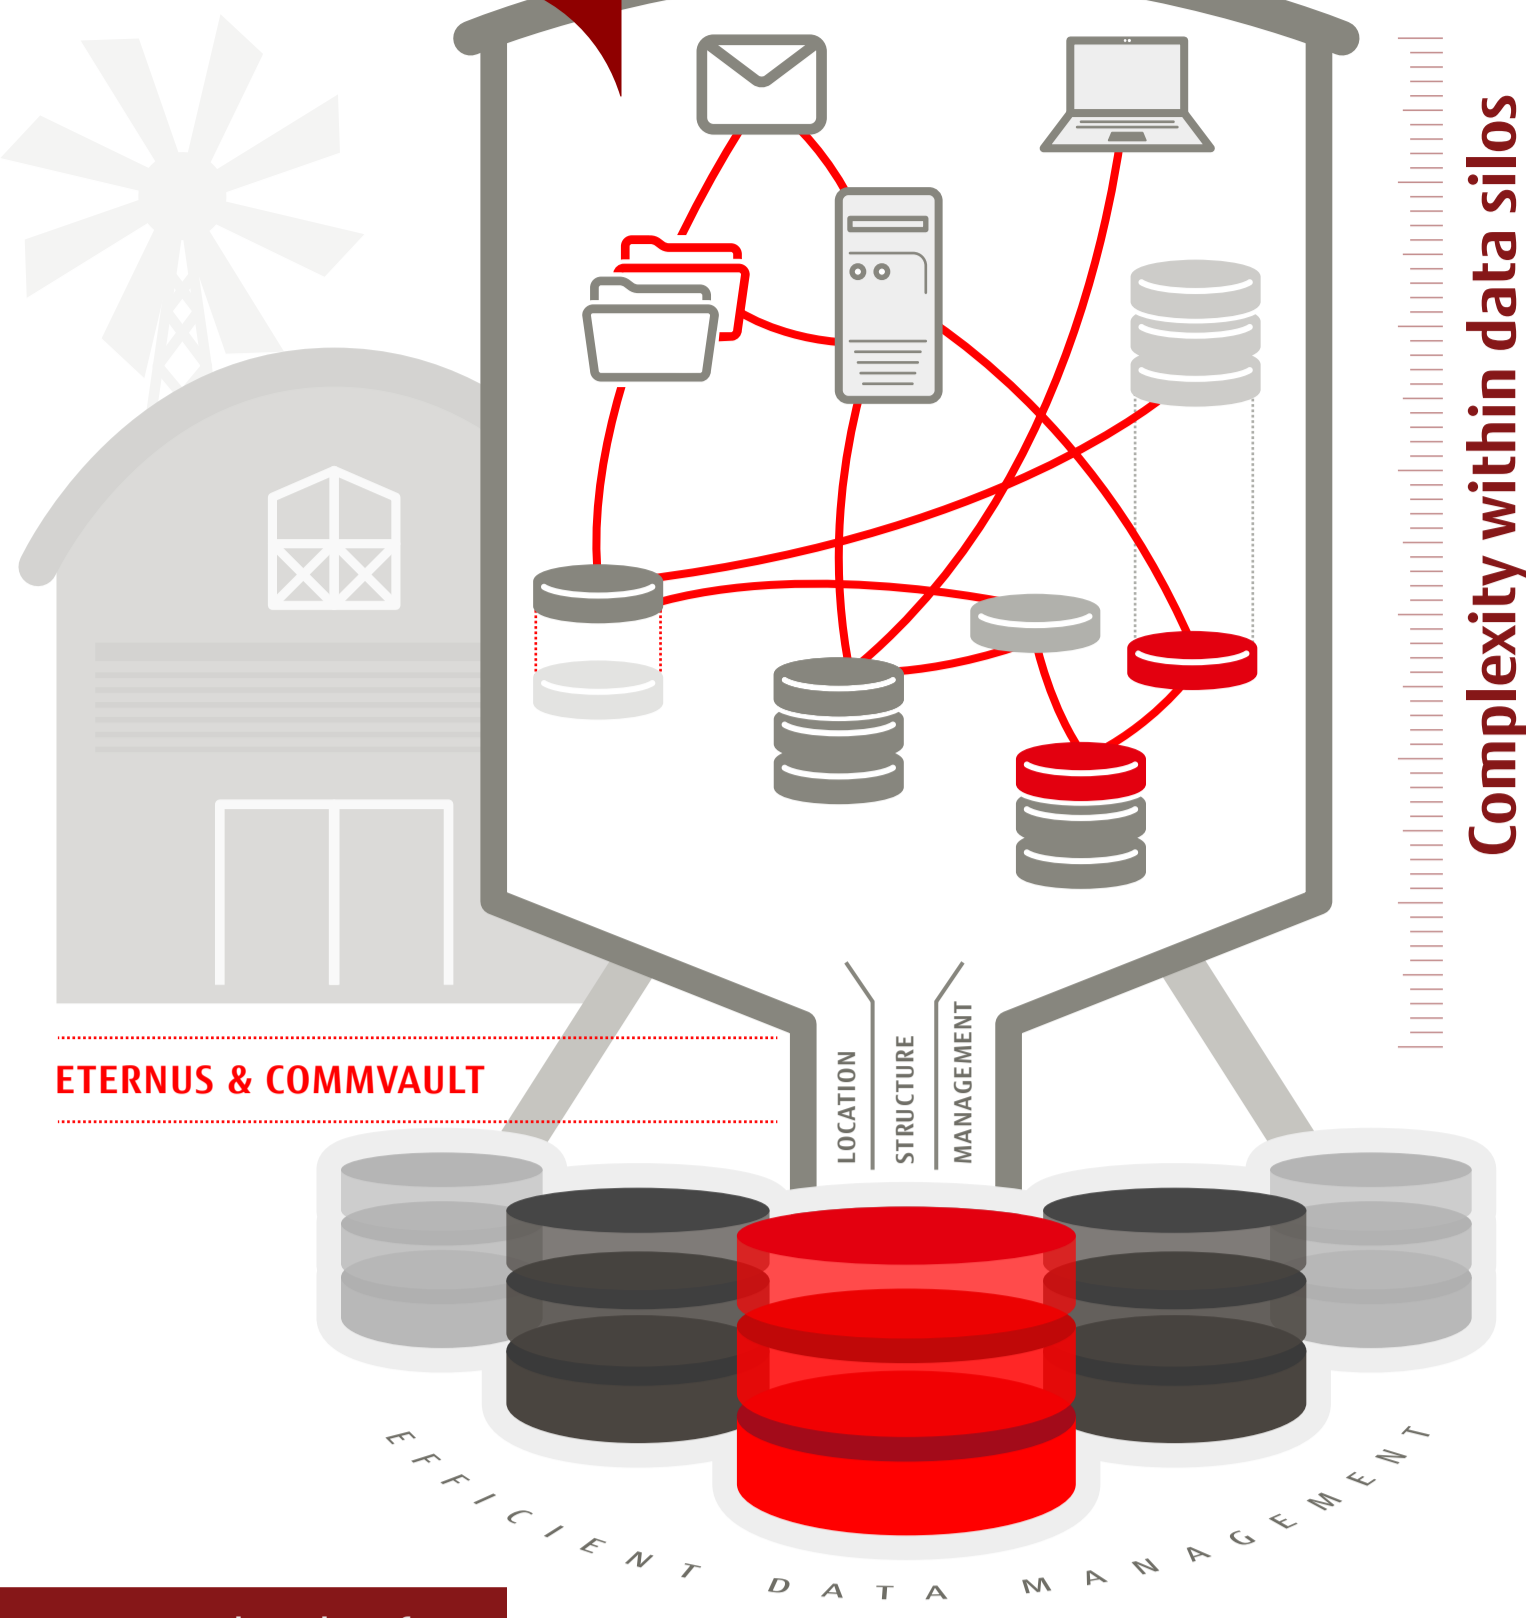 Complexity within data silos
LOCATION
STRUCTURE
MANAGEMENT
ETERNUS & COMMVAULT
EFFICIENT DATA MANAGEMENT